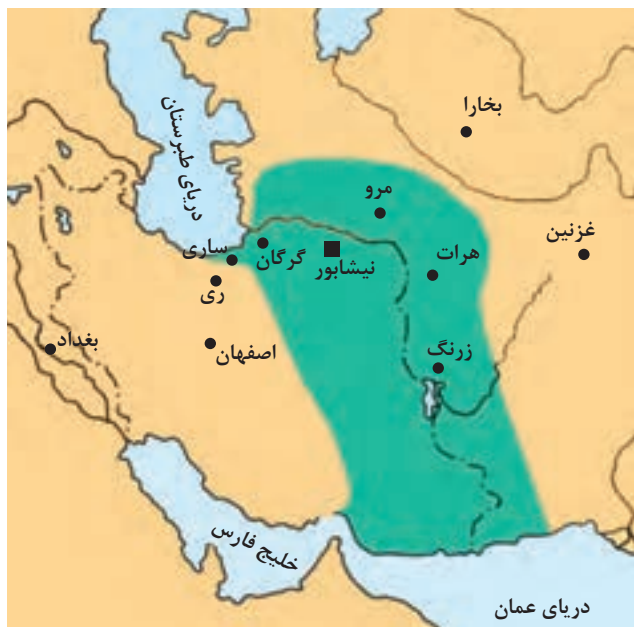 بخارا
دریای طبرستان
مرو
غزنین
هرات
گرگان
نیشابور
ساری
ری
اصفهان
بغداد
زرنگ
خلیج فارس
دریای عمان